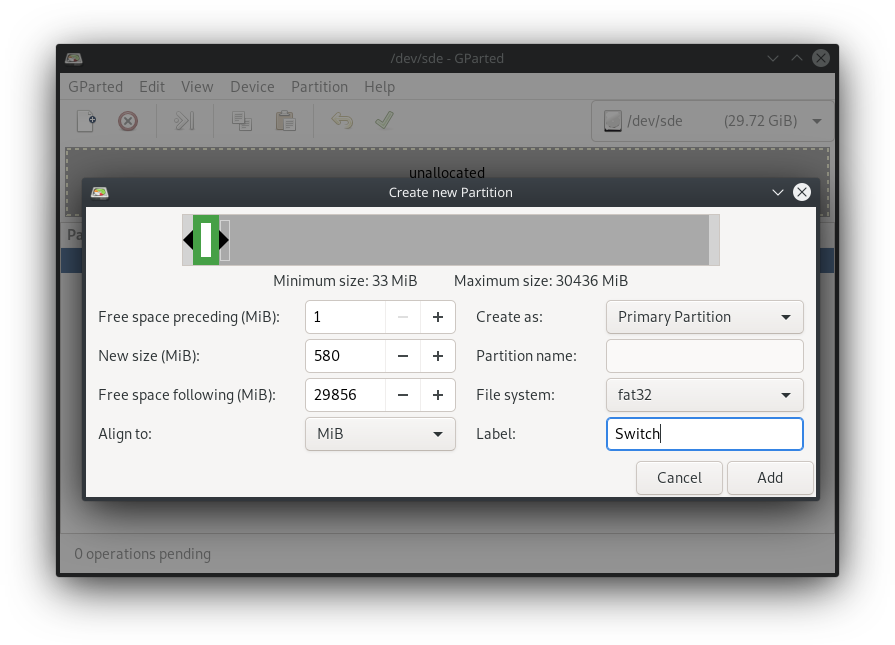 /dev/sde - GParted
GParted Edit View Device Partition Help
/dev/sde (29.72 GiB)
unallocated
Create new Partition
Pa
Minimum size: 33 MiB Maximum size: 30436 MiB
Free space preceding (MiB): 1 Create as: Primary Partition
New size (MiB): 580 Partition name:
Free space following (MiB): 29856 File system: fat32
Align to: MiB Label: Switch
Cancel Add
0 operations pending